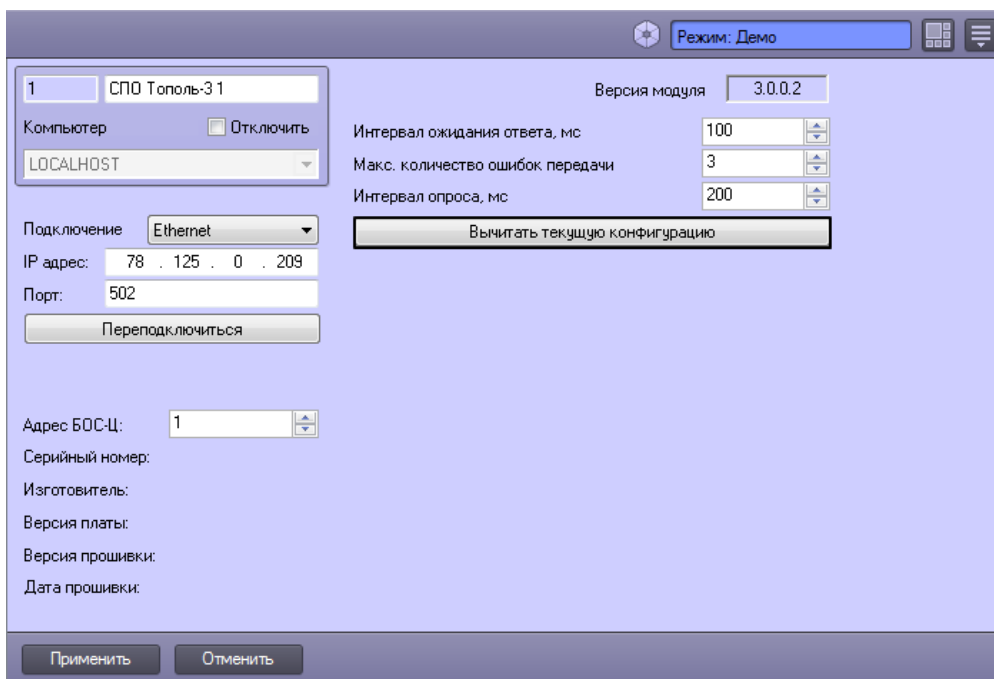 Режим: Демо
1
СПО Тополь-3 1
Компьютер
Отключить
LOCALHOST
Подключение
Ethernet
IP адрес:
78 . 125 . 0 . 209
Порт:
502
Переподключиться
Адрес БОС-Ц:
1
Серийный номер:
Изготовитель:
Версия платы:
Версия прошивки:
Дата прошивки:
Версия модуля
3.0.0.2
Интервал ожидания ответа, мс
100
Макс. количество ошибок передачи
3
Интервал опроса, мс
200
Вычитать текущую конфигурацию
Применить
Отменить